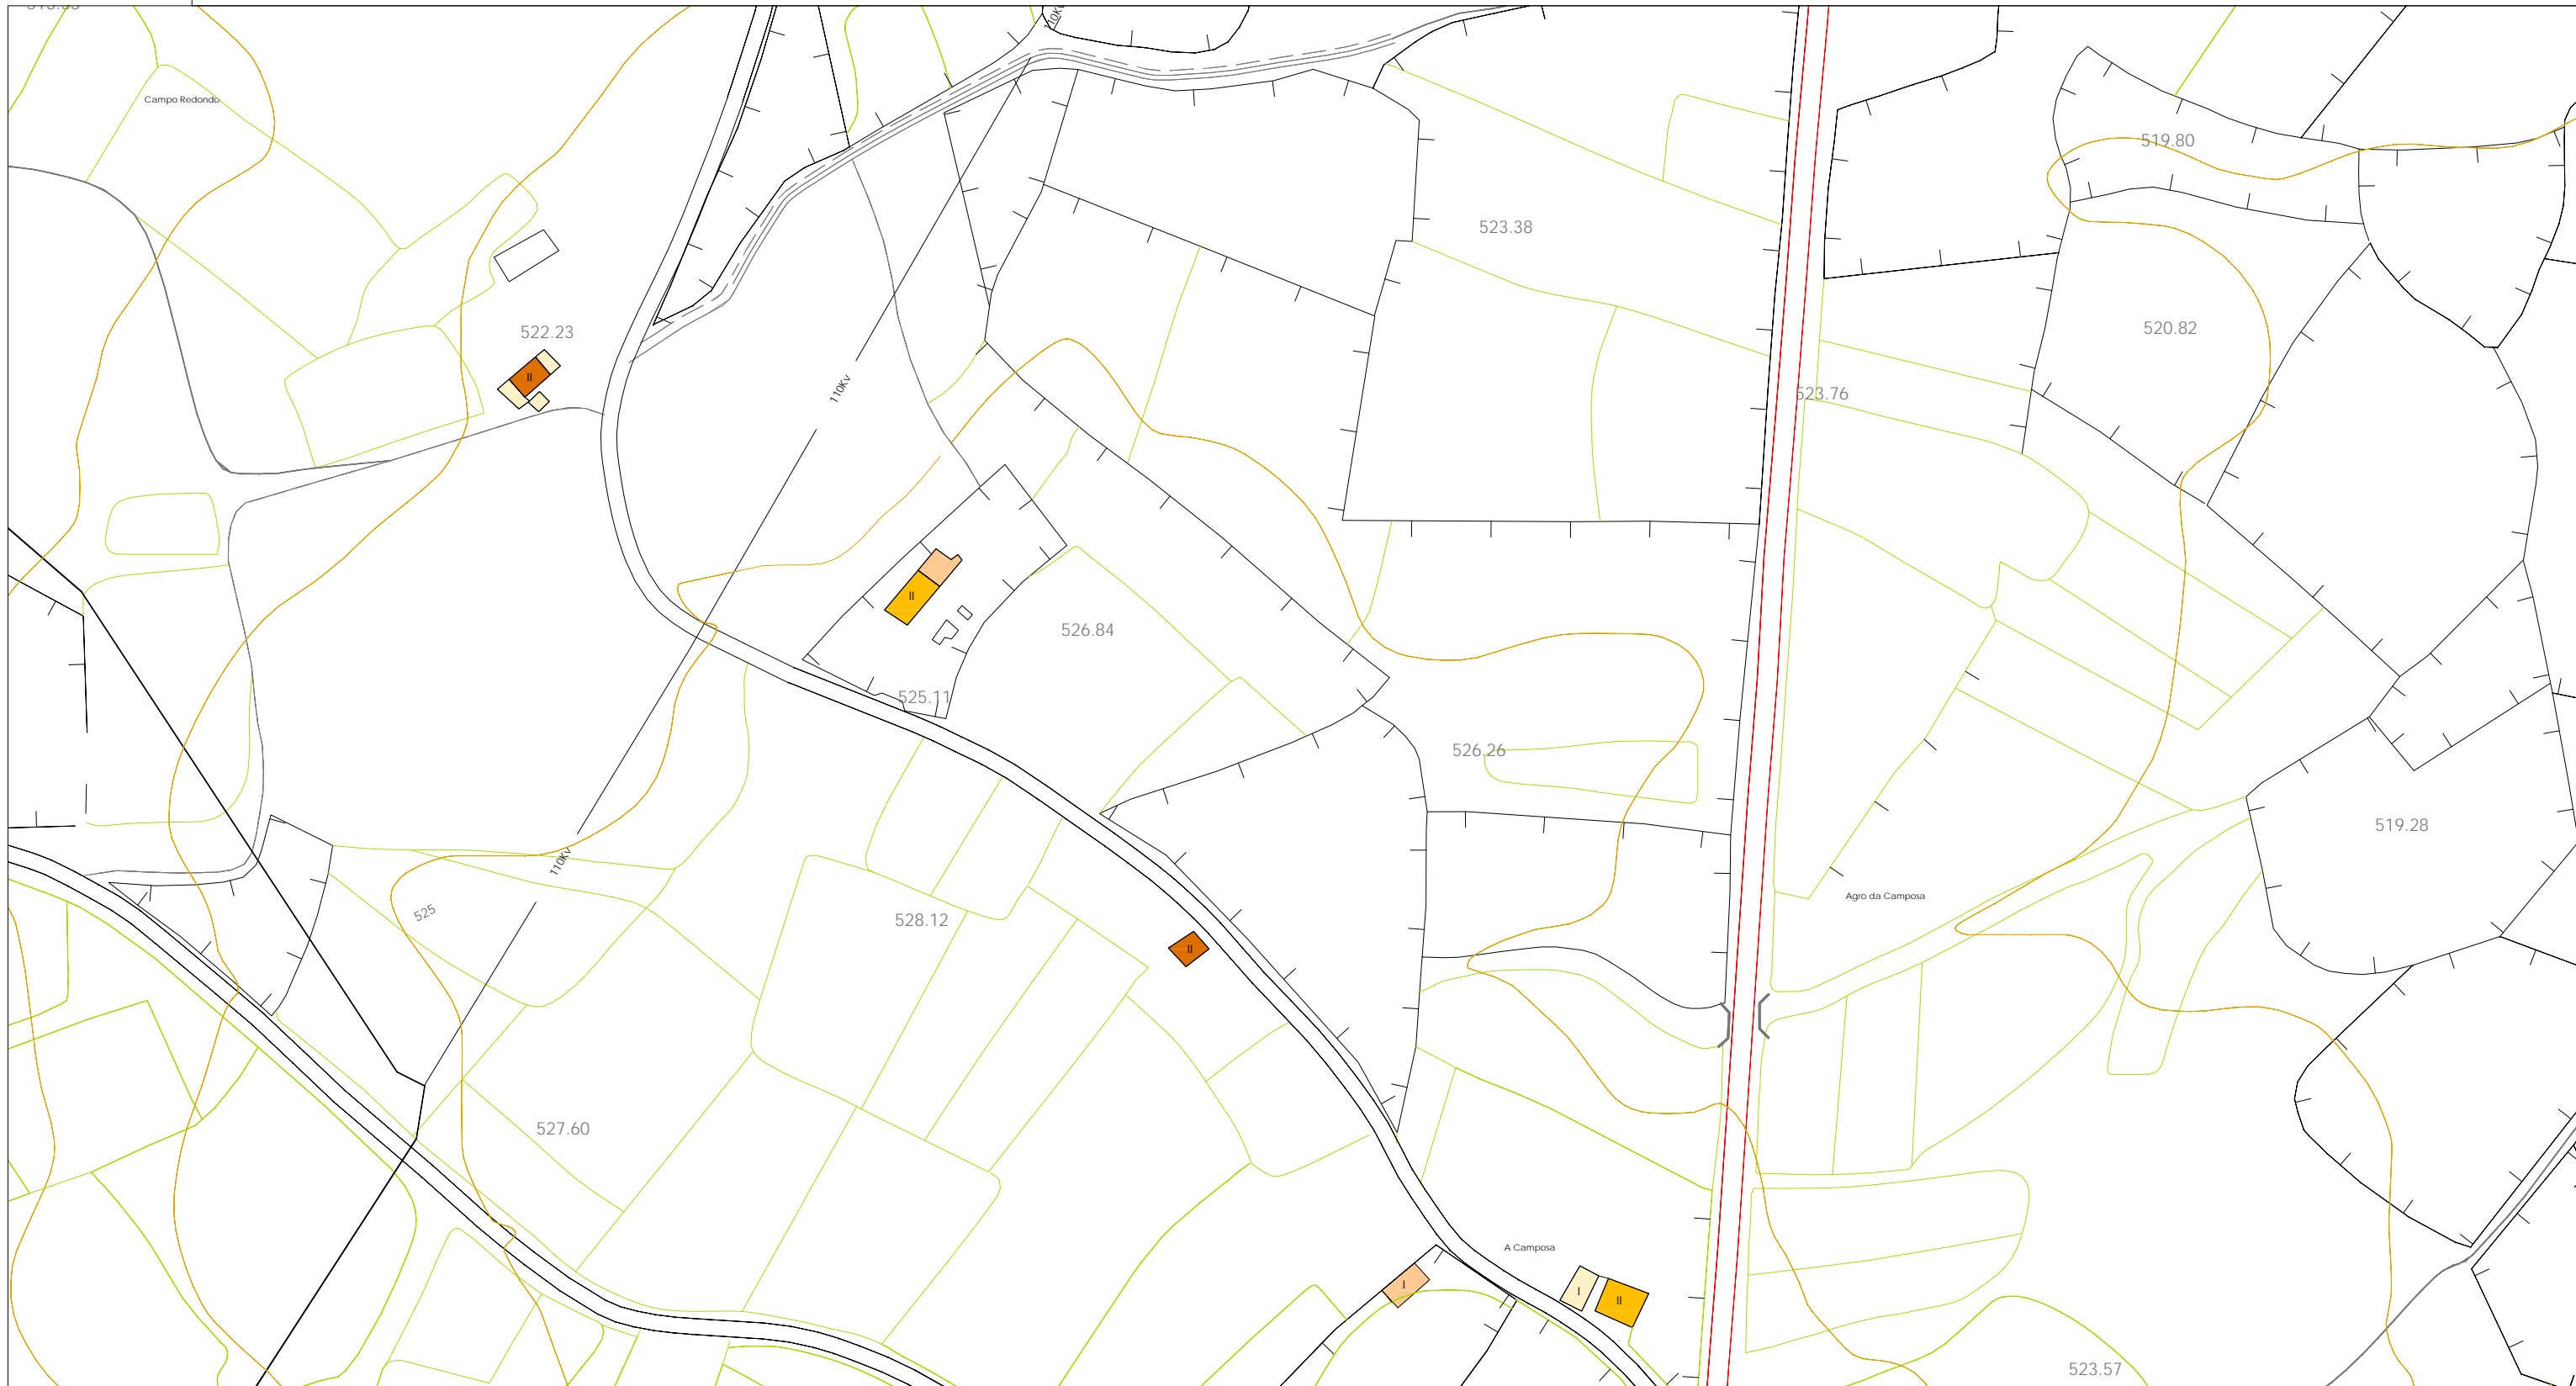 110Kv
Campo Redondo
519.80
523.38
522.23
520.82
II
110Kv
523.76
II
526.84
525.11
526.26
519.28
110Kv
Agro da Camposa
525
528.12
II
527.60
A Camposa
I
I
II
523.57